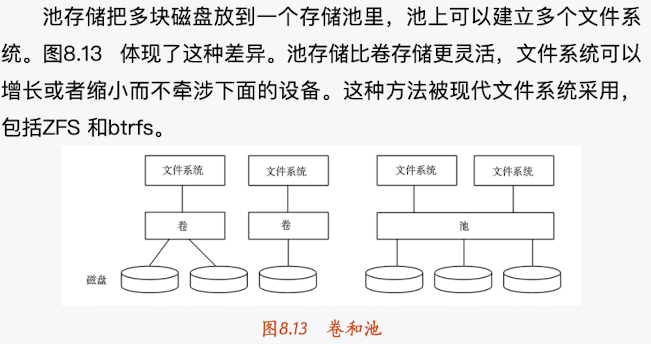 池存储把多块磁盘放到一个存储池里，池上可以建立多个文件系
统。图8.13 体现了这种差异。池存储比卷存储更灵活，文件系统可以
增长或者缩小而不牵涉下面的设备。这种方法被现代文件系统采用，
包括ZFS 和btrfs。
文件系统 文件系统 文件系统 文件系统
卷 卷 池
磁盘
图8.13 卷和池